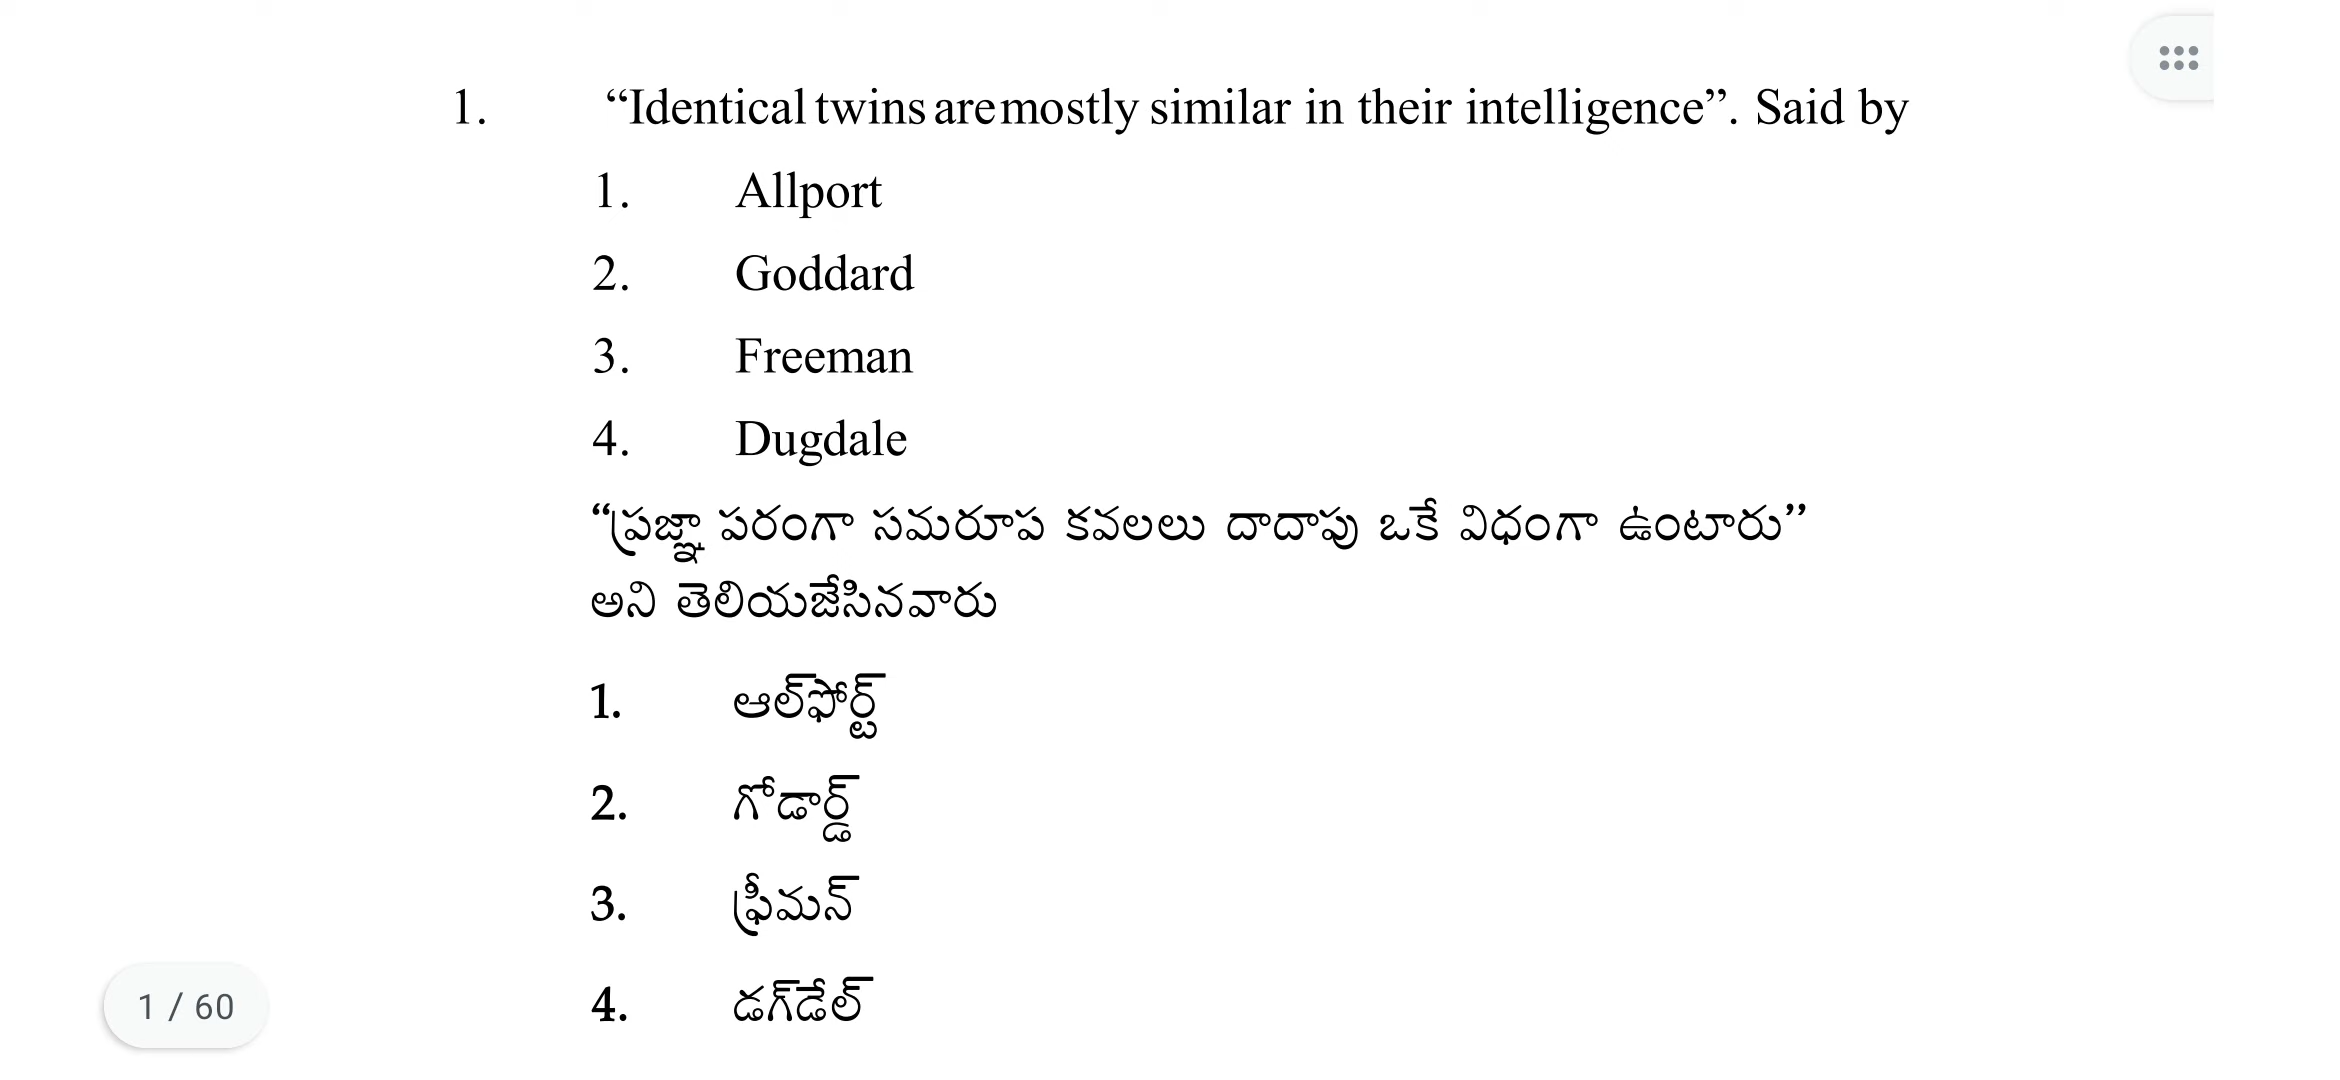 1. “Identical twins are mostly similar in their intelligence”. Said by
1. Allport
2. Goddard
3. Freeman
4. Dugdale
“ప్రజ్ఞా పరంగా సమరూప కవలలు దాదాపు ఒకే విధంగా ఉంటారు”
అని తెలియజేసినవారు
1. ఆల్‌ఫోర్ట్
2. గోడార్డ్
3. ఫ్రీమన్
4. డగ్‌డేల్
1 / 60